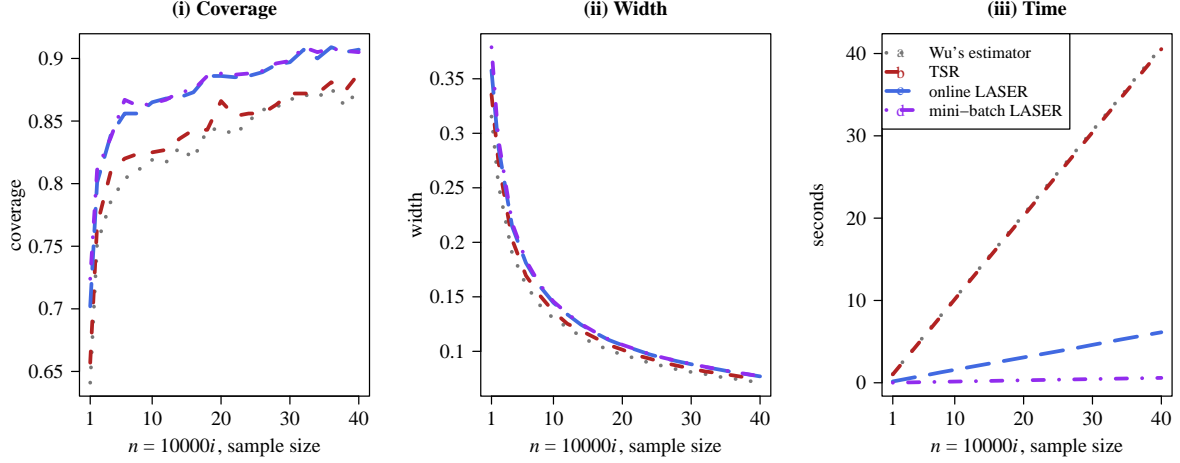 (i) Coverage
0.9
0.85
0.8
0.75
0.7
0.65
coverage
1 10 20 30 40
n = 10000i, sample size
(ii) Width
0.35
0.3
0.25
0.2
0.15
0.1
width
1 10 20 30 40
n = 10000i, sample size
(iii) Time
40
30
20
10
0
seconds
a Wu's estimator
b TSR
c online LASER
d mini−batch LASER
1 10 20 30 40
n = 10000i, sample size